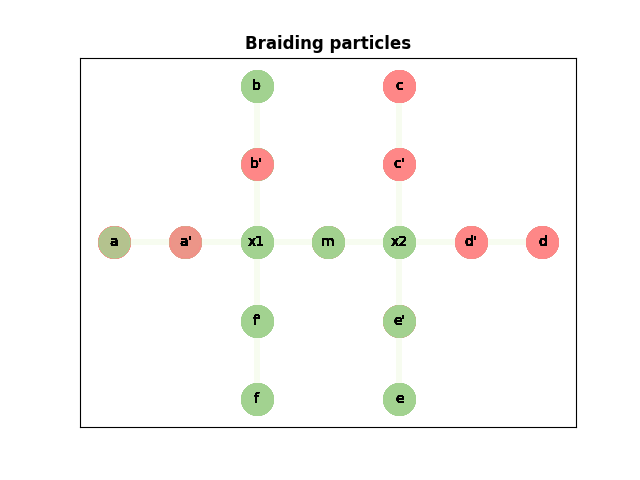 Braiding particles
b c
b' c'
a a' x1 m x2 d' d
f' e'
f e